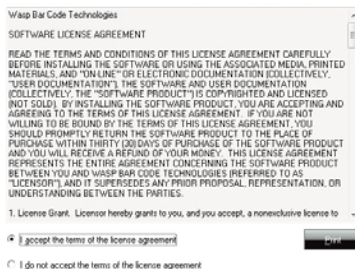 Wasp Bar Code Technologies
SOFTWARE LICENSE AGREEMENT
READ THE TERMS AND CONDITIONS OF THIS LICENSE AGREEMENT CAREFULLY
BEFORE INSTALLING THE SOFTWARE OR USING THE ASSOCIATED MEDIA, PRINTED
MATERIALS, AND "ON-LINE" OR ELECTRONIC DOCUMENTATION (COLLECTIVELY,
"USER DOCUMENTATION"). THE SOFTWARE AND USER DOCUMENTATION
(COLLECTIVELY, THE "SOFTWARE PRODUCT") IS COPYRIGHTED AND LICENSED
(NOT SOLD). BY INSTALLING THE SOFTWARE PRODUCT, YOU ARE ACCEPTING AND
AGREEING TO THE TERMS OF THIS LICENSE AGREEMENT. IF YOU ARE NOT
WILLING TO BE BOUND BY THE TERMS OF THIS LICENSE AGREEMENT, YOU
SHOULD PROMPTLY RETURN THE SOFTWARE PRODUCT TO THE PLACE OF
PURCHASE WITHIN THIRTY (30) DAYS OF PURCHASE OF THE SOFTWARE PRODUCT
AND YOU WILL RECEIVE A REFUND OF YOUR MONEY. THIS LICENSE AGREEMENT
REPRESENTS THE ENTIRE AGREEMENT CONCERNING THE SOFTWARE PRODUCT
BETWEEN YOU AND WASP BAR CODE TECHNOLOGIES (REFERRED TO AS
"LICENSOR"), AND IT SUPERSEDES ANY PRIOR PROPOSAL, REPRESENTATION, OR
UNDERSTANDING BETWEEN THE PARTIES.
1. License Grant. Licensor hereby grants to you, and you accept, a nonexclusive license to
I accept the terms of the license agreement
Print
I do not accept the terms of the license agreement